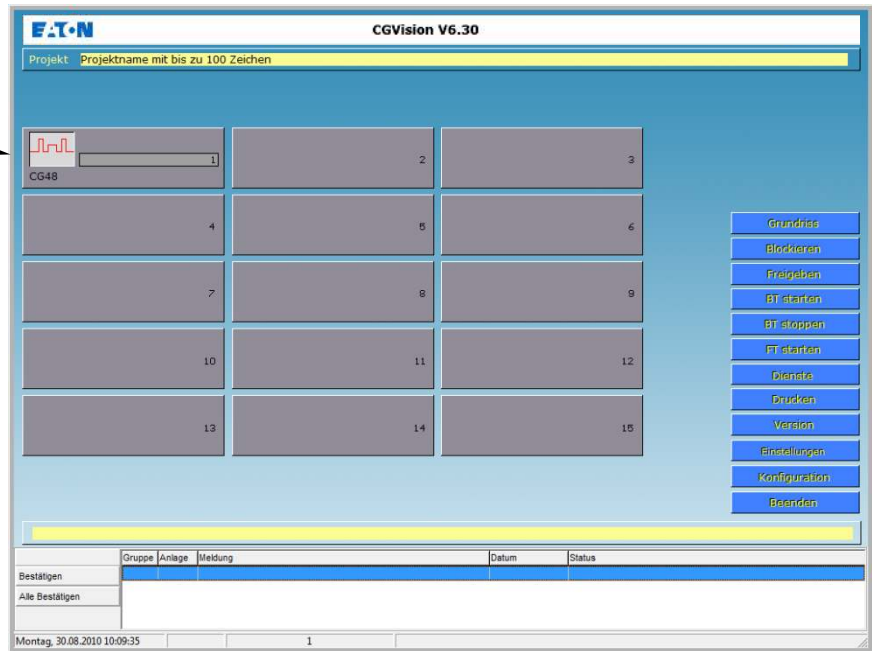 EATON
CGVision V6.30
Projekt Projektname mit bis zu 100 Zeichen
1
CG48
2
3
4
5
6
7
8
9
10
11
12
13
14
15
Grundriss
Blockieren
Freigeben
BT starten
BT stoppen
FT starten
Dienste
Drucken
Version
Einstellungen
Konfiguration
Beenden
Gruppe Anlage Meldung Datum Status
Bestätigen
Alle Bestätigen
Montag, 30.08.2010 10:09:35 1